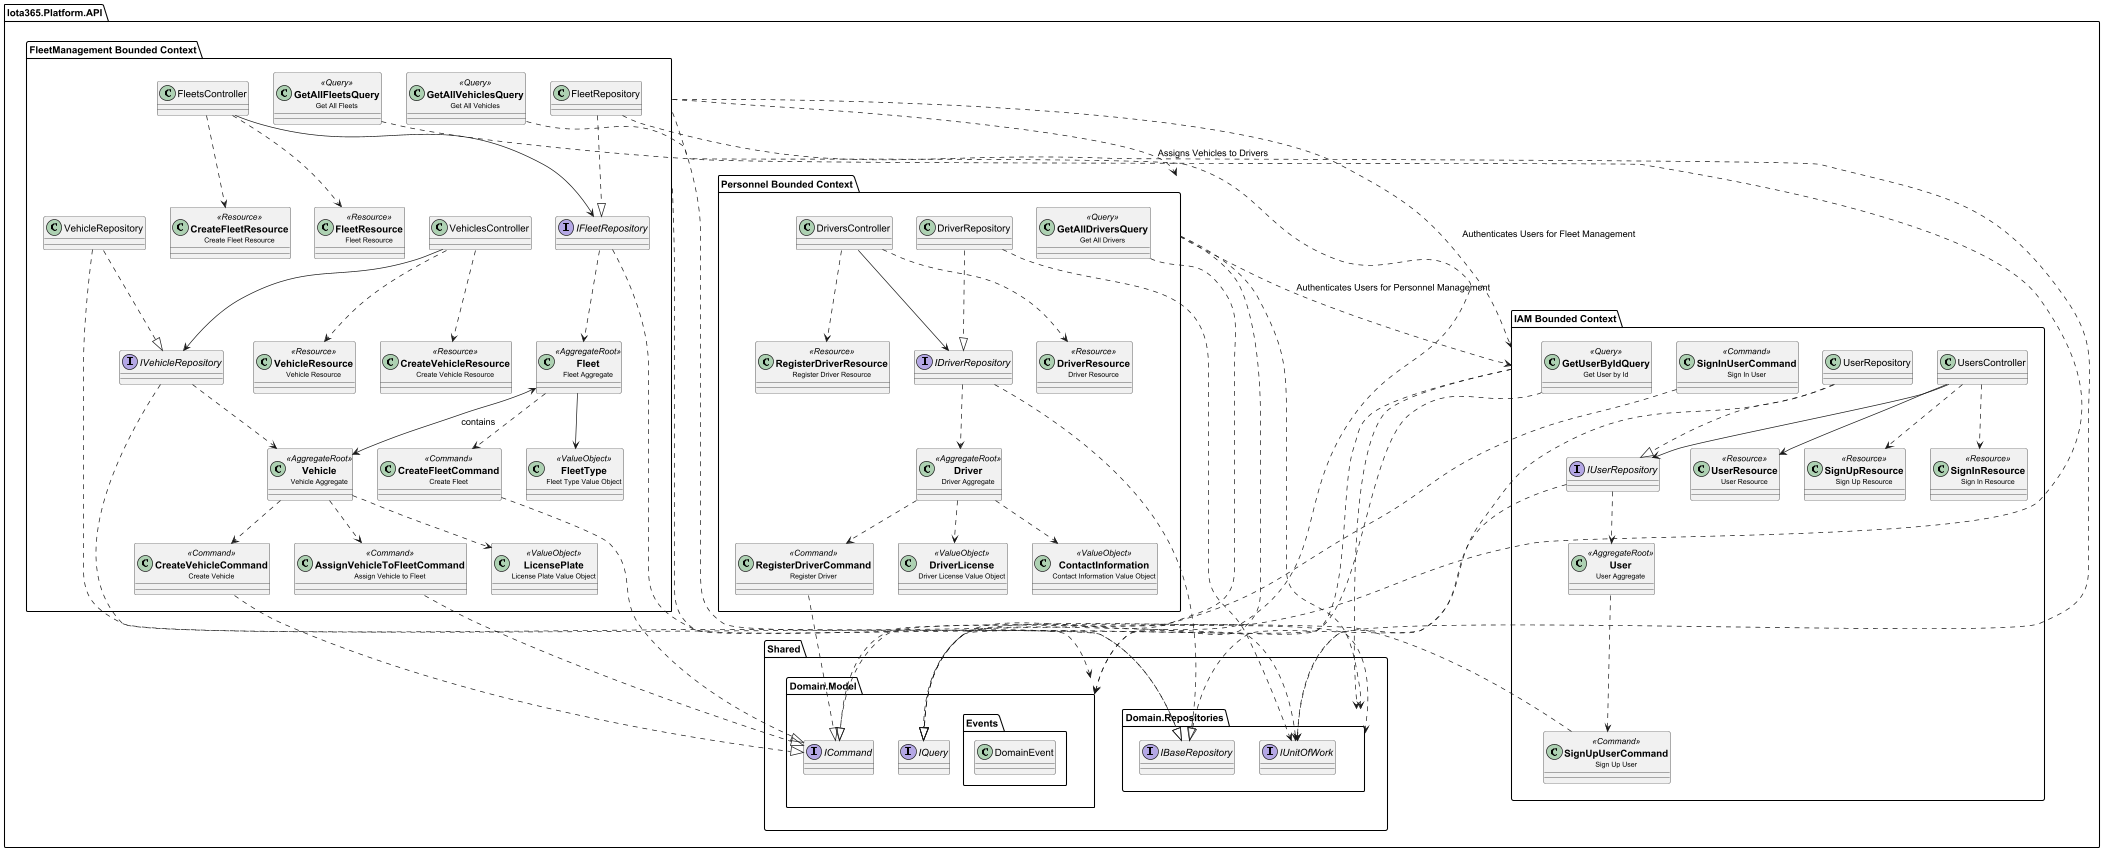 Iota365.Platform.API
FleetManagement Bounded Context
C FleetsController
«Query»
C GetAllFleetsQuery
Get All Fleets
«Query»
C GetAllVehiclesQuery
Get All Vehicles
C FleetRepository
Assigns Vehicles to Drivers
C VehicleRepository
«Resource»
C CreateFleetResource
Create Fleet Resource
«Resource»
C FleetResource
Fleet Resource
C VehiclesController
I IFleetRepository
I IVehicleRepository
«Resource»
C VehicleResource
Vehicle Resource
«Resource»
C CreateVehicleResource
Create Vehicle Resource
«AggregateRoot»
C Fleet
Fleet Aggregate
contains
«AggregateRoot»
C Vehicle
Vehicle Aggregate
«Command»
C CreateFleetCommand
Create Fleet
«ValueObject»
C FleetType
Fleet Type Value Object
«Command»
C CreateVehicleCommand
Create Vehicle
«Command»
C AssignVehicleToFleetCommand
Assign Vehicle to Fleet
«ValueObject»
C LicensePlate
License Plate Value Object
Personnel Bounded Context
C DriversController
C DriverRepository
«Query»
C GetAllDriversQuery
Get All Drivers
Authenticates Users for Fleet Management
Authenticates Users for Personnel Management
«Resource»
C RegisterDriverResource
Register Driver Resource
I IDriverRepository
«Resource»
C DriverResource
Driver Resource
«AggregateRoot»
C Driver
Driver Aggregate
«Command»
C RegisterDriverCommand
Register Driver
«ValueObject»
C DriverLicense
Driver License Value Object
«ValueObject»
C ContactInformation
Contact Information Value Object
IAM Bounded Context
«Query»
C GetUserByIdQuery
Get User by Id
«Command»
C SignInUserCommand
Sign In User
C UserRepository
C UsersController
I IUserRepository
«Resource»
C UserResource
User Resource
«Resource»
C SignUpResource
Sign Up Resource
«Resource»
C SignInResource
Sign In Resource
«AggregateRoot»
C User
User Aggregate
«Command»
C SignUpUserCommand
Sign Up User
Shared
Domain.Model
I ICommand
I IQuery
Events
C DomainEvent
Domain.Repositories
I IBaseRepository
I IUnitOfWork